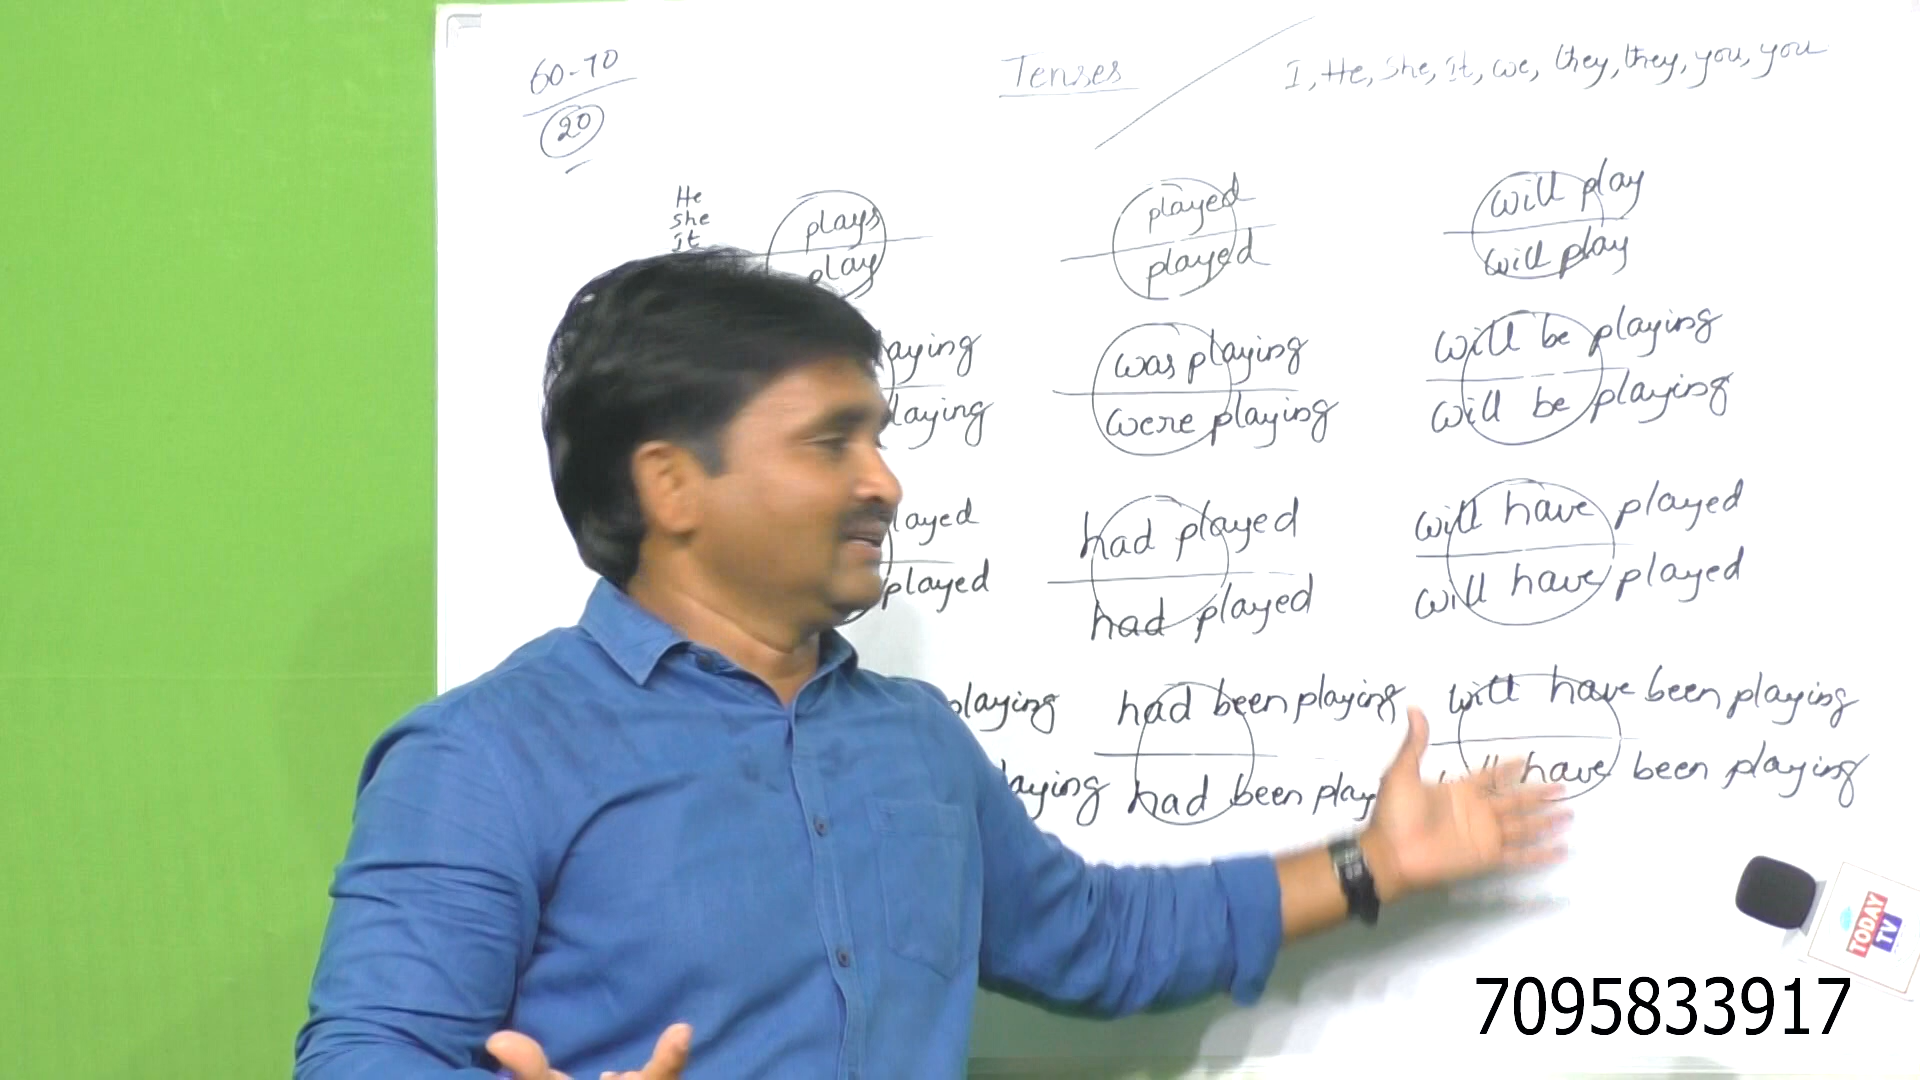 60-70
20
Tenses
I, He, She, It, we, they, they, you, you
He
she
It
plays
play
played
played
will play
will play
aying
laying
was playing
were playing
will be playing
will be playing
layed
played
had played
had played
will have played
will have played
playing
laying
had been playing
had been play
will have been playing
have been playing
TODAY
TV
7095833917